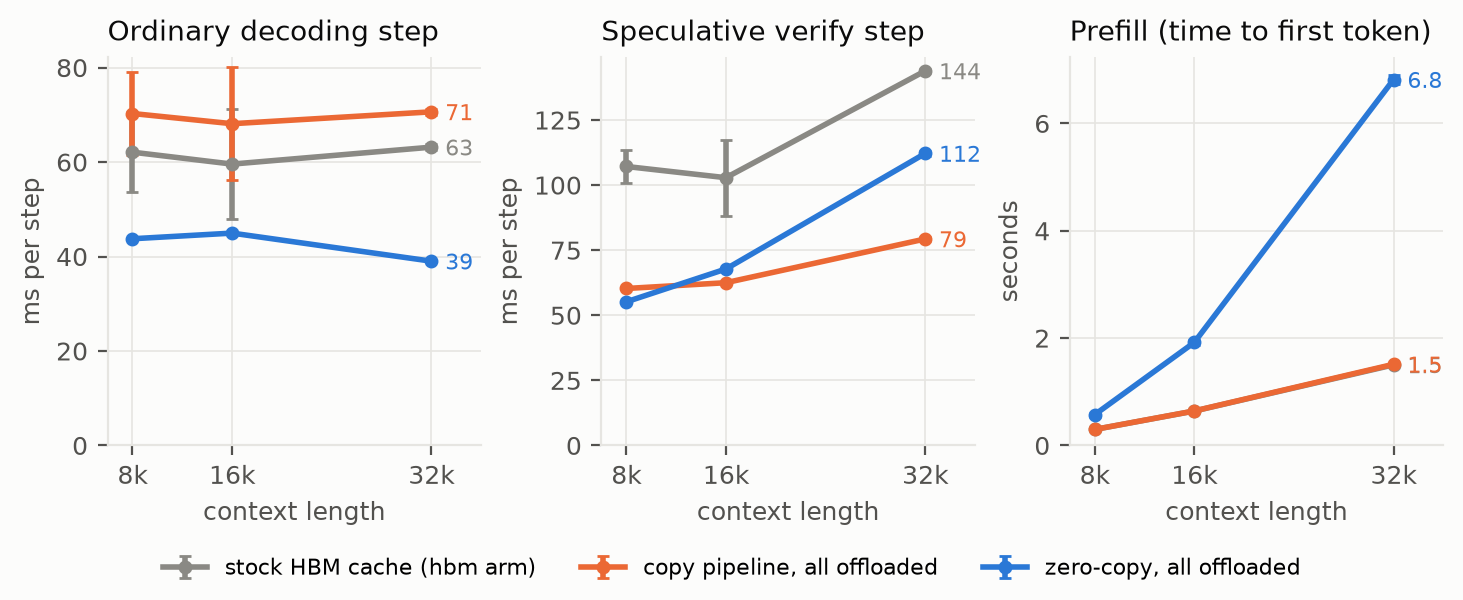 Ordinary decoding step
80
60
40
20
0
ms per step
71
63
39
8k
16k
32k
context length
Speculative verify step
125
100
75
50
25
0
ms per step
144
112
79
8k
16k
32k
context length
Prefill (time to first token)
6
4
2
0
seconds
6.8
1.5
8k
16k
32k
context length
stock HBM cache (hbm arm)
copy pipeline, all offloaded
zero-copy, all offloaded